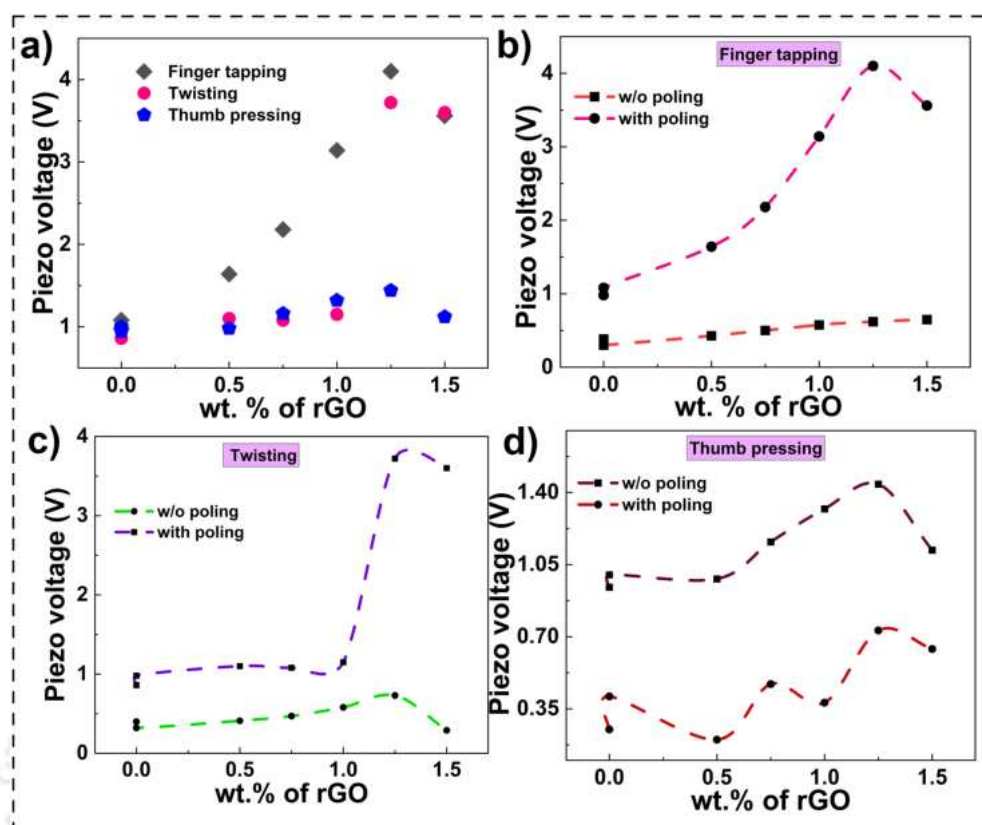 a)
Finger tapping
Twisting
Thumb pressing
Piezo voltage (V)
4
3
2
1
0.0 0.5 1.0 1.5
wt. % of rGO
b)
Finger tapping
w/o poling
with poling
Piezo voltage (V)
4
3
2
1
0
0.0 0.5 1.0 1.5
wt. % of rGO
c)
Twisting
w/o poling
with poling
Piezo voltage (V)
4
3
2
1
0
0.0 0.5 1.0 1.5
wt.% of rGO
d)
Thumb pressing
w/o poling
with poling
Piezo voltage (V)
1.40
1.05
0.70
0.35
0.0 0.5 1.0 1.5
wt.% of rGO